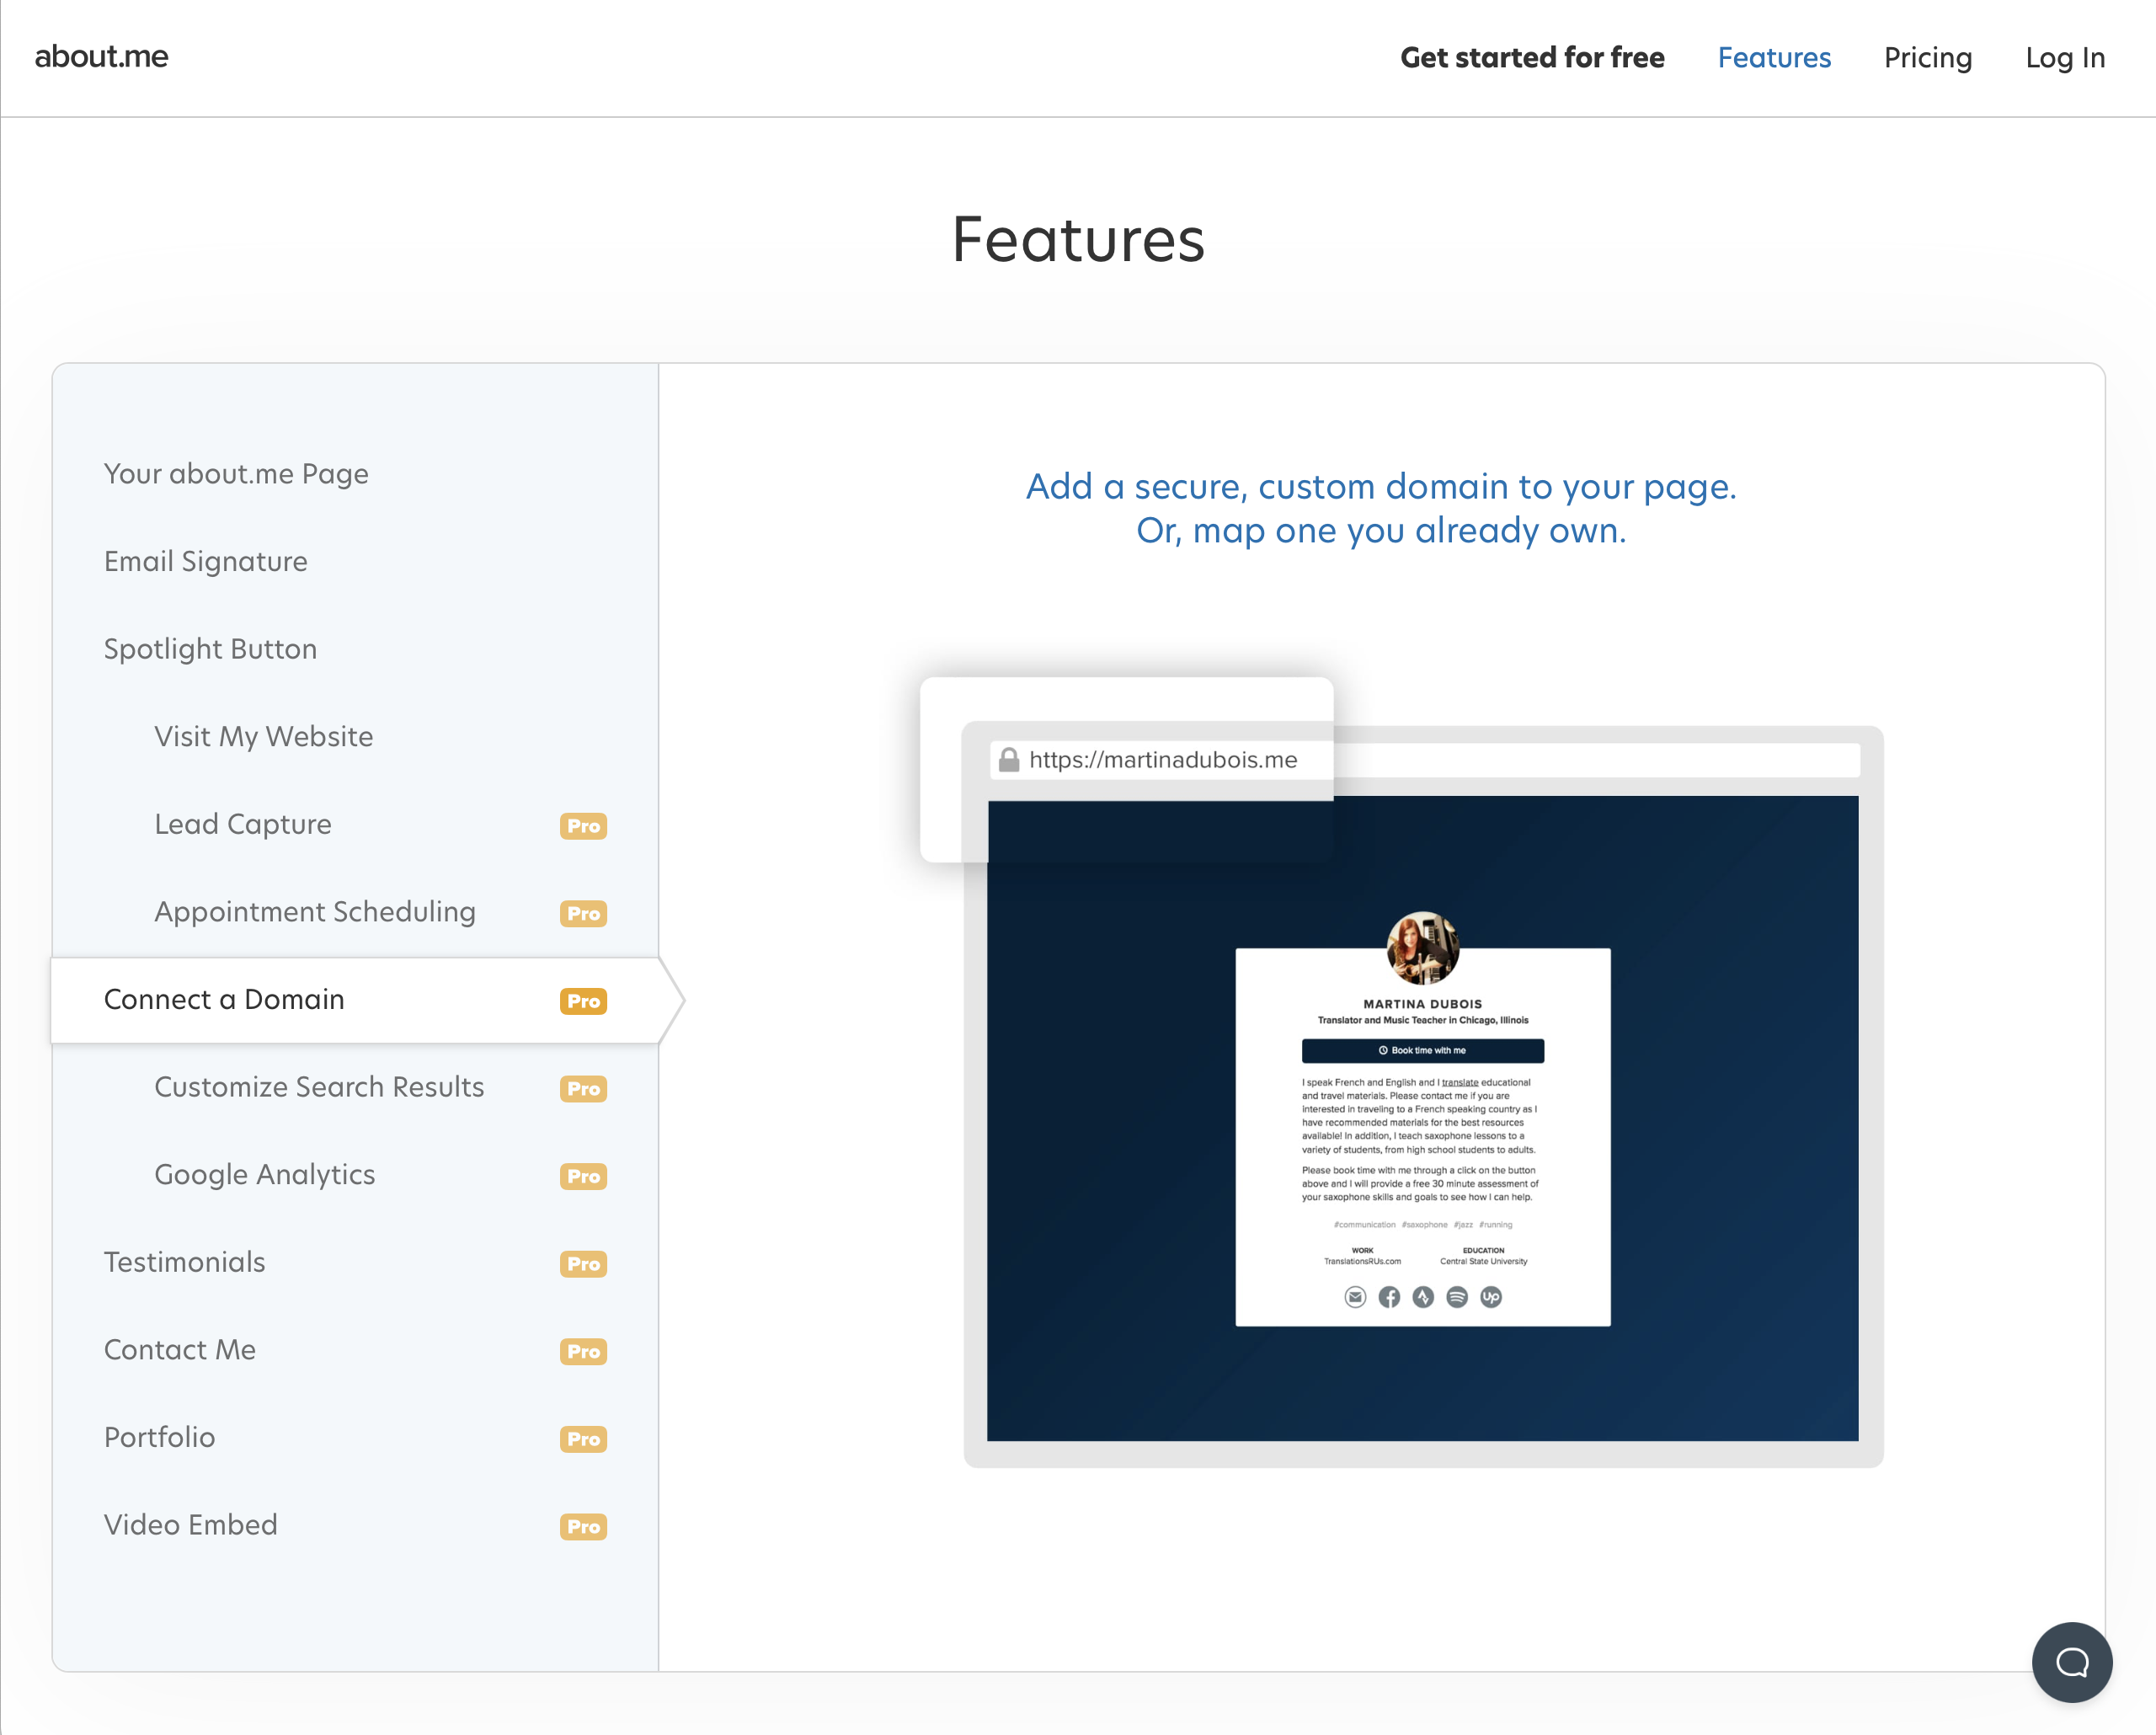 about.me
Get started for free
Features
Pricing
Log In
Features
Your about.me Page
Email Signature
Spotlight Button
Visit My Website
Lead Capture Pro
Appointment Scheduling Pro
Connect a Domain Pro
Customize Search Results Pro
Google Analytics Pro
Testimonials Pro
Contact Me Pro
Portfolio Pro
Video Embed Pro
Add a secure, custom domain to your page.
Or, map one you already own.
https://martinadubois.me
MARTINA DUBOIS
Translator and Music Teacher in Chicago, Illinois
Book time with me
I speak French and English and I translate educational
and travel materials. Please contact me if you are
interested in traveling to a French speaking country as I
have recommended materials for the best resources
available! In addition, I teach saxophone lessons to a
variety of students, from high school students to adults.
Please book time with me through a click on the button
above and I will provide a free 30 minute assessment of
your saxophone skills and goals to see how I can help.
#communication #saxophone #jazz #running
WORK
TranslationsRUs.com
EDUCATION
Central State University
Up